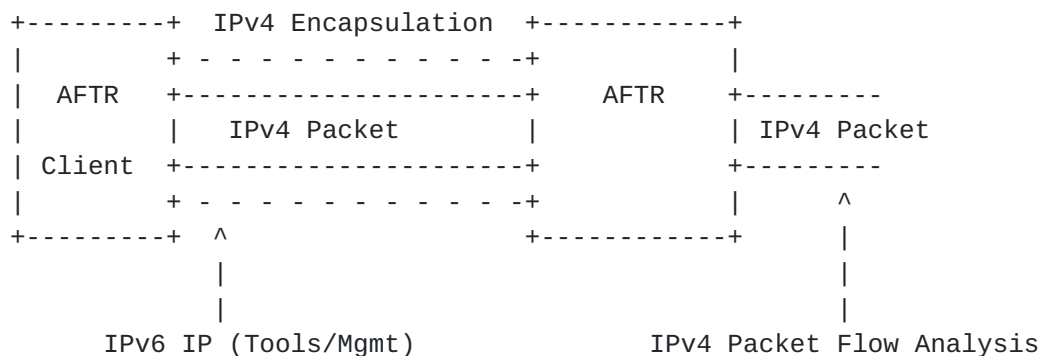 IPv4 Encapsulation
AFTR AFTR
IPv4 Packet IPv4 Packet
Client
IPv6 IP (Tools/Mgmt) IPv4 Packet Flow Analysis